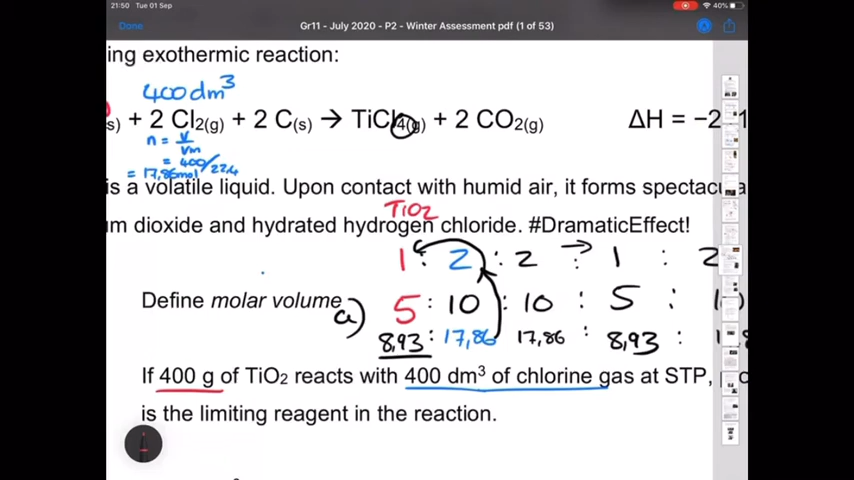 21:50 Tue 01 Sep
40%
Done
Gr11 - July 2020 - P2 - Winter Assessment pdf (1 of 53)
ing exothermic reaction:
400 dm³
s) + 2 Cl2(g) + 2 C(s) → TiCl4(g) + 2 CO2(g) ΔH = −2
n = V/Vm
= 400/22.4
= 17,86mol
is a volatile liquid. Upon contact with humid air, it forms spectacu
TiO2
m dioxide and hydrated hydrogen chloride. #DramaticEffect!
1 : 2 : 2 → : 1 : 2
Define molar volume
a) 5 : 10 : 10 : 5 :
8,93 : 17,86 : 17,86 : 8,93 :
If 400 g of TiO2 reacts with 400 dm³ of chlorine gas at STP,
is the limiting reagent in the reaction.